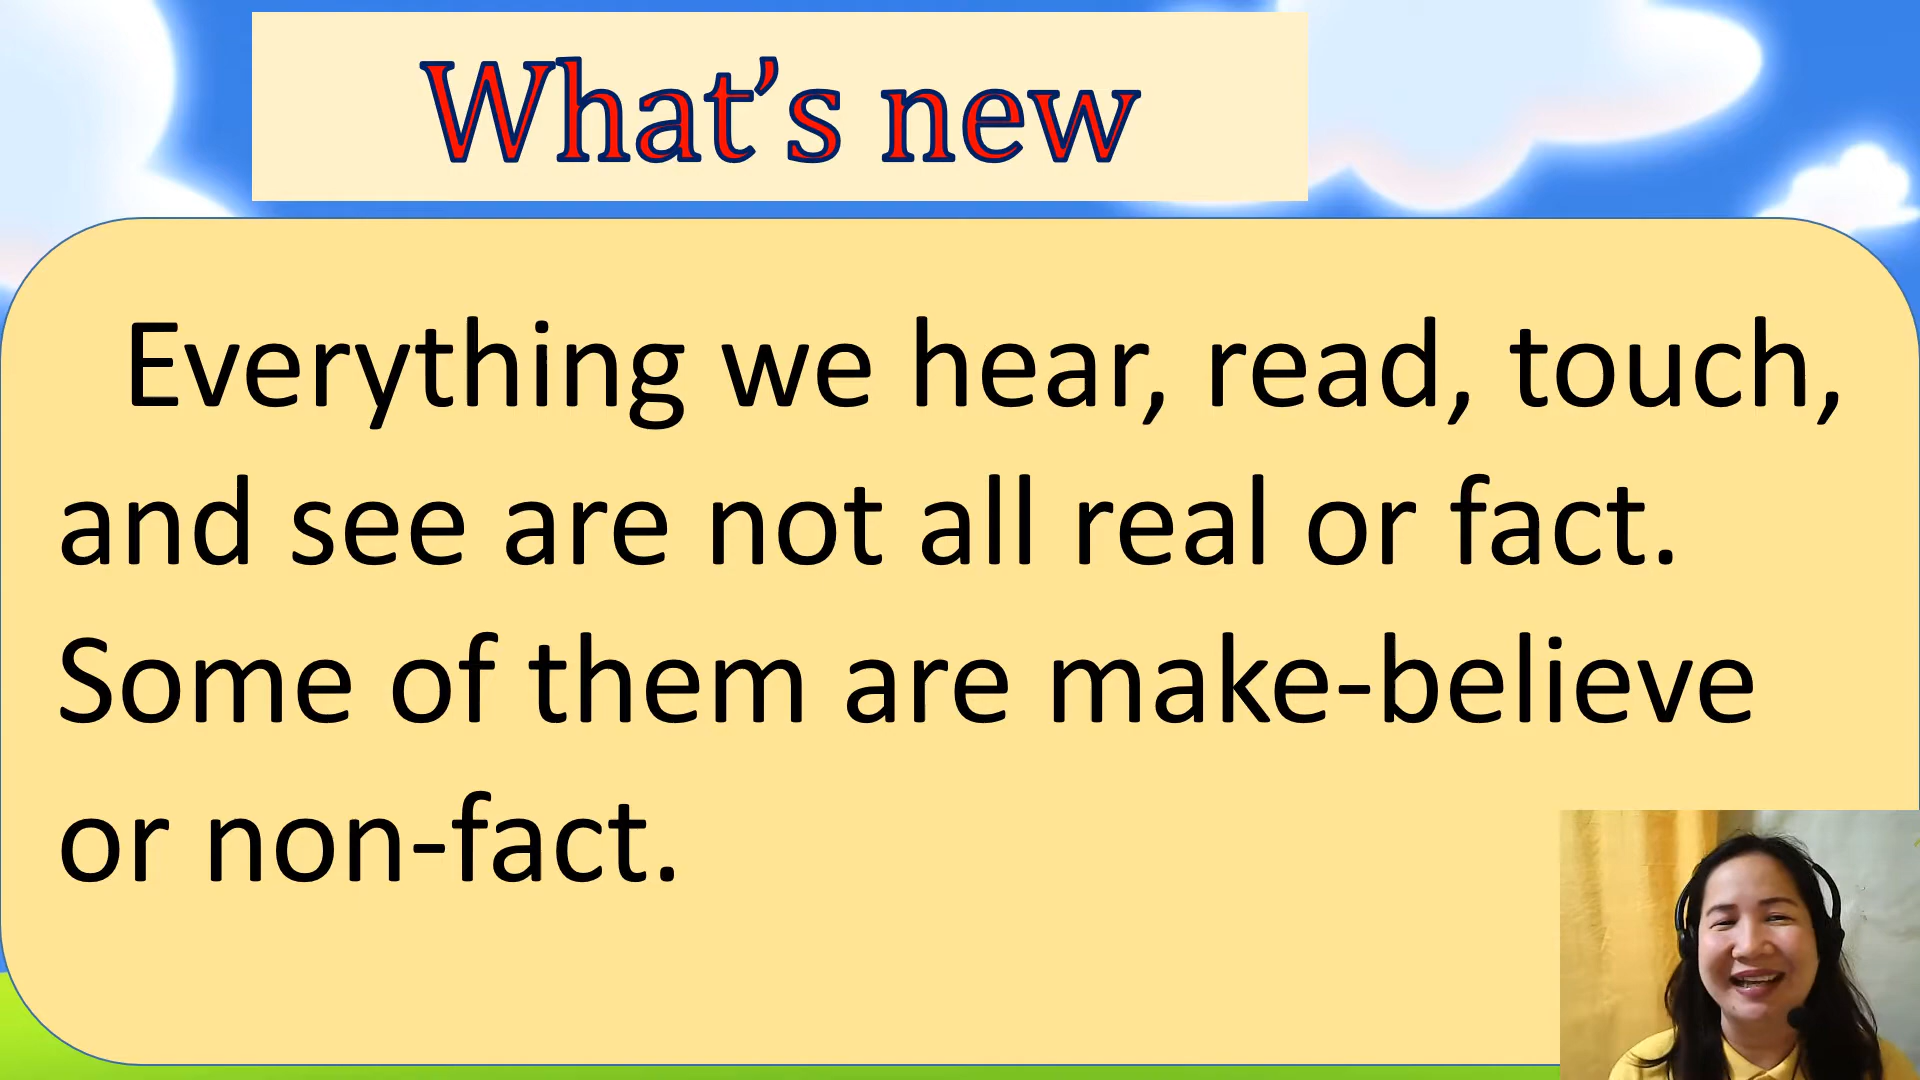 What’s new
Everything we hear, read, touch,
and see are not all real or fact.
Some of them are make-believe
or non-fact.